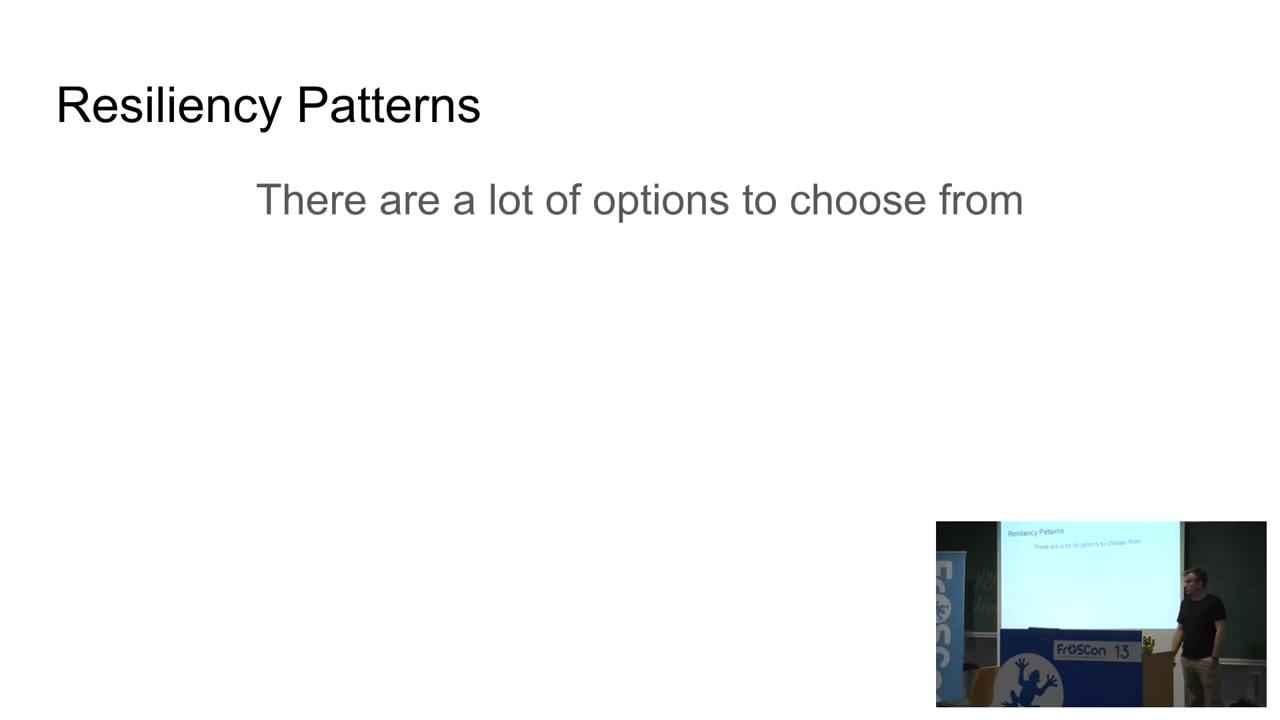 Resiliency Patterns
There are a lot of options to choose from
Resiliency Patterns
There are a lot of options to choose from
FrOSCon
FrOSCon 13